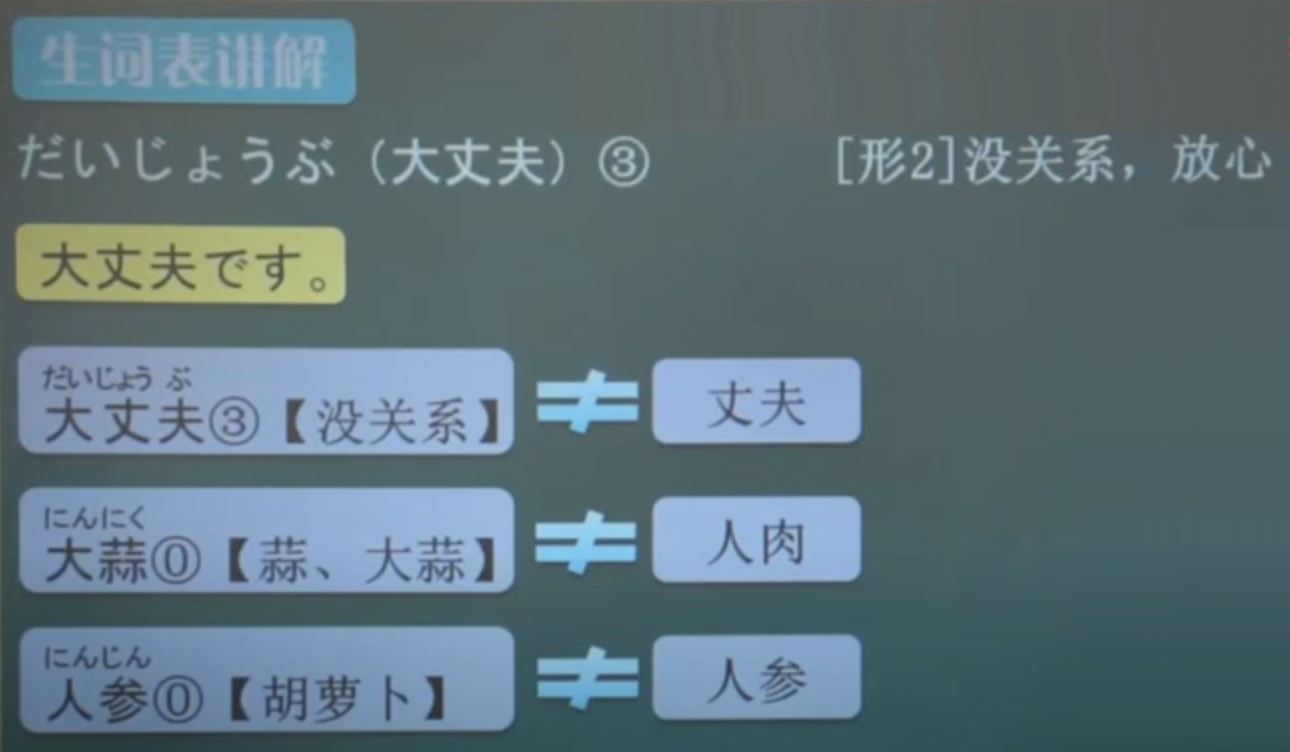 生词表讲解
だいじょうぶ（大丈夫）③ [形2]没关系，放心
大丈夫です。
だいじょう ぶ
大丈夫③【没关系】 ≠ 丈夫
にんにく
大蒜⓪【蒜、大蒜】 ≠ 人肉
にんじん
人参⓪【胡萝卜】 ≠ 人参